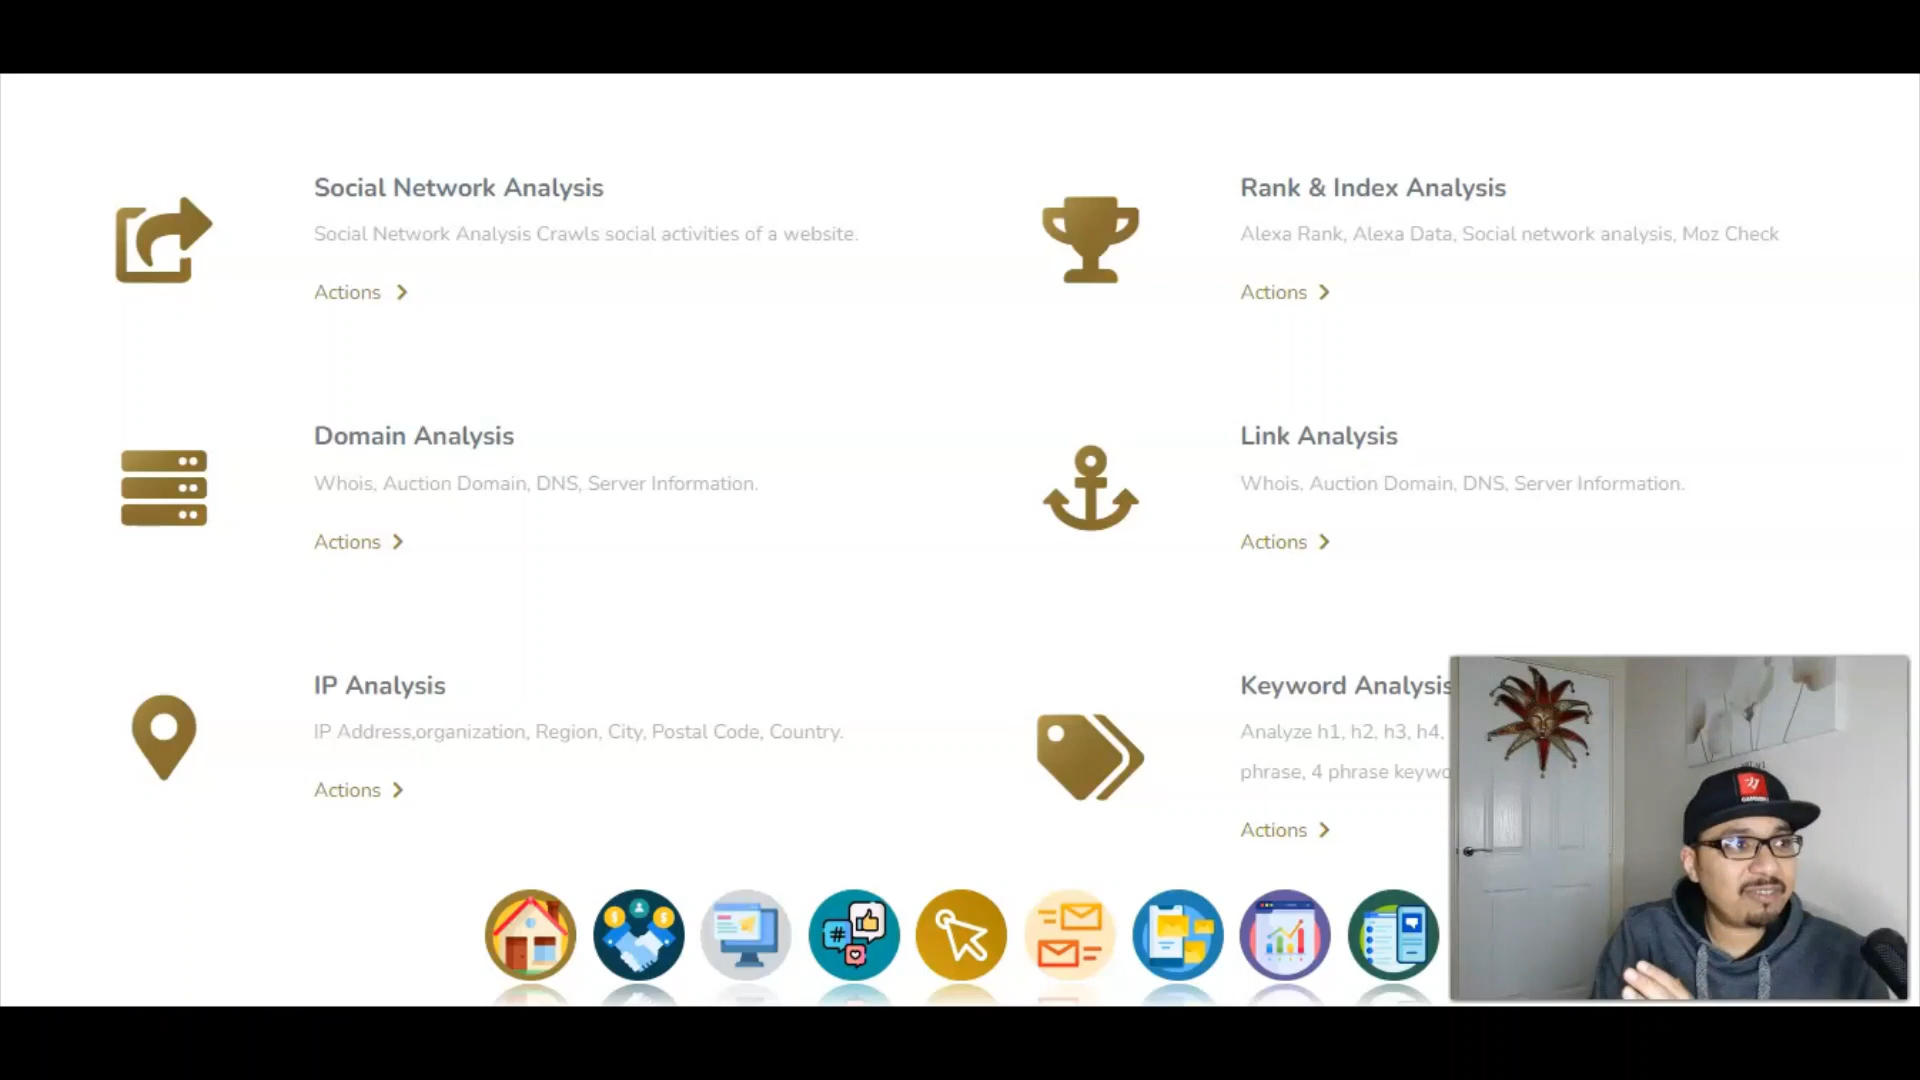 Social Network Analysis
Social Network Analysis Crawls social activities of a website.
Actions
Rank & Index Analysis
Alexa Rank, Alexa Data, Social network analysis, Moz Check
Actions
Domain Analysis
Whois, Auction Domain, DNS, Server Information.
Actions
Link Analysis
Whois, Auction Domain, DNS, Server Information.
Actions
IP Analysis
IP Address,organization, Region, City, Postal Code, Country.
Actions
Keyword Analysis
Analyze h1, h2, h3, h4,
phrase, 4 phrase keywo
Actions